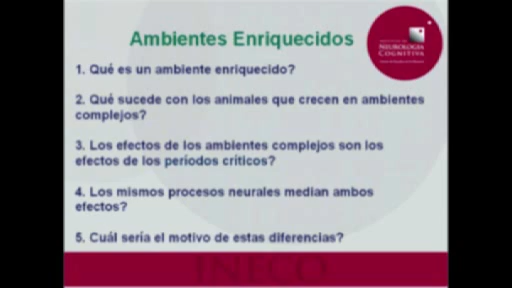 Ambientes Enriquecidos
NEUROLOGÍA
COGNITIVA
1. Qué es un ambiente enriquecido?
2. Qué sucede con los animales que crecen en ambientes
complejos?
3. Los efectos de los ambientes complejos son los
efectos de los períodos críticos?
4. Los mismos procesos neurales median ambos
efectos?
5. Cuál sería el motivo de estas diferencias?
INECO